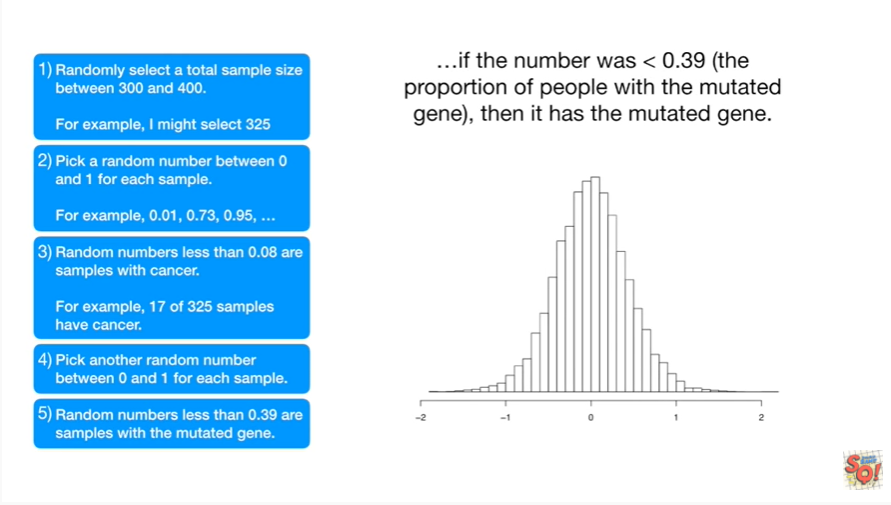 1) Randomly select a total sample size
between 300 and 400.
For example, I might select 325
2) Pick a random number between 0
and 1 for each sample.
For example, 0.01, 0.73, 0.95, …
3) Random numbers less than 0.08 are
samples with cancer.
For example, 17 of 325 samples
have cancer.
4) Pick another random number
between 0 and 1 for each sample.
5) Random numbers less than 0.39 are
samples with the mutated gene.
…if the number was < 0.39 (the
proportion of people with the mutated
gene), then it has the mutated gene.
-2 -1 0 1 2
SQ!